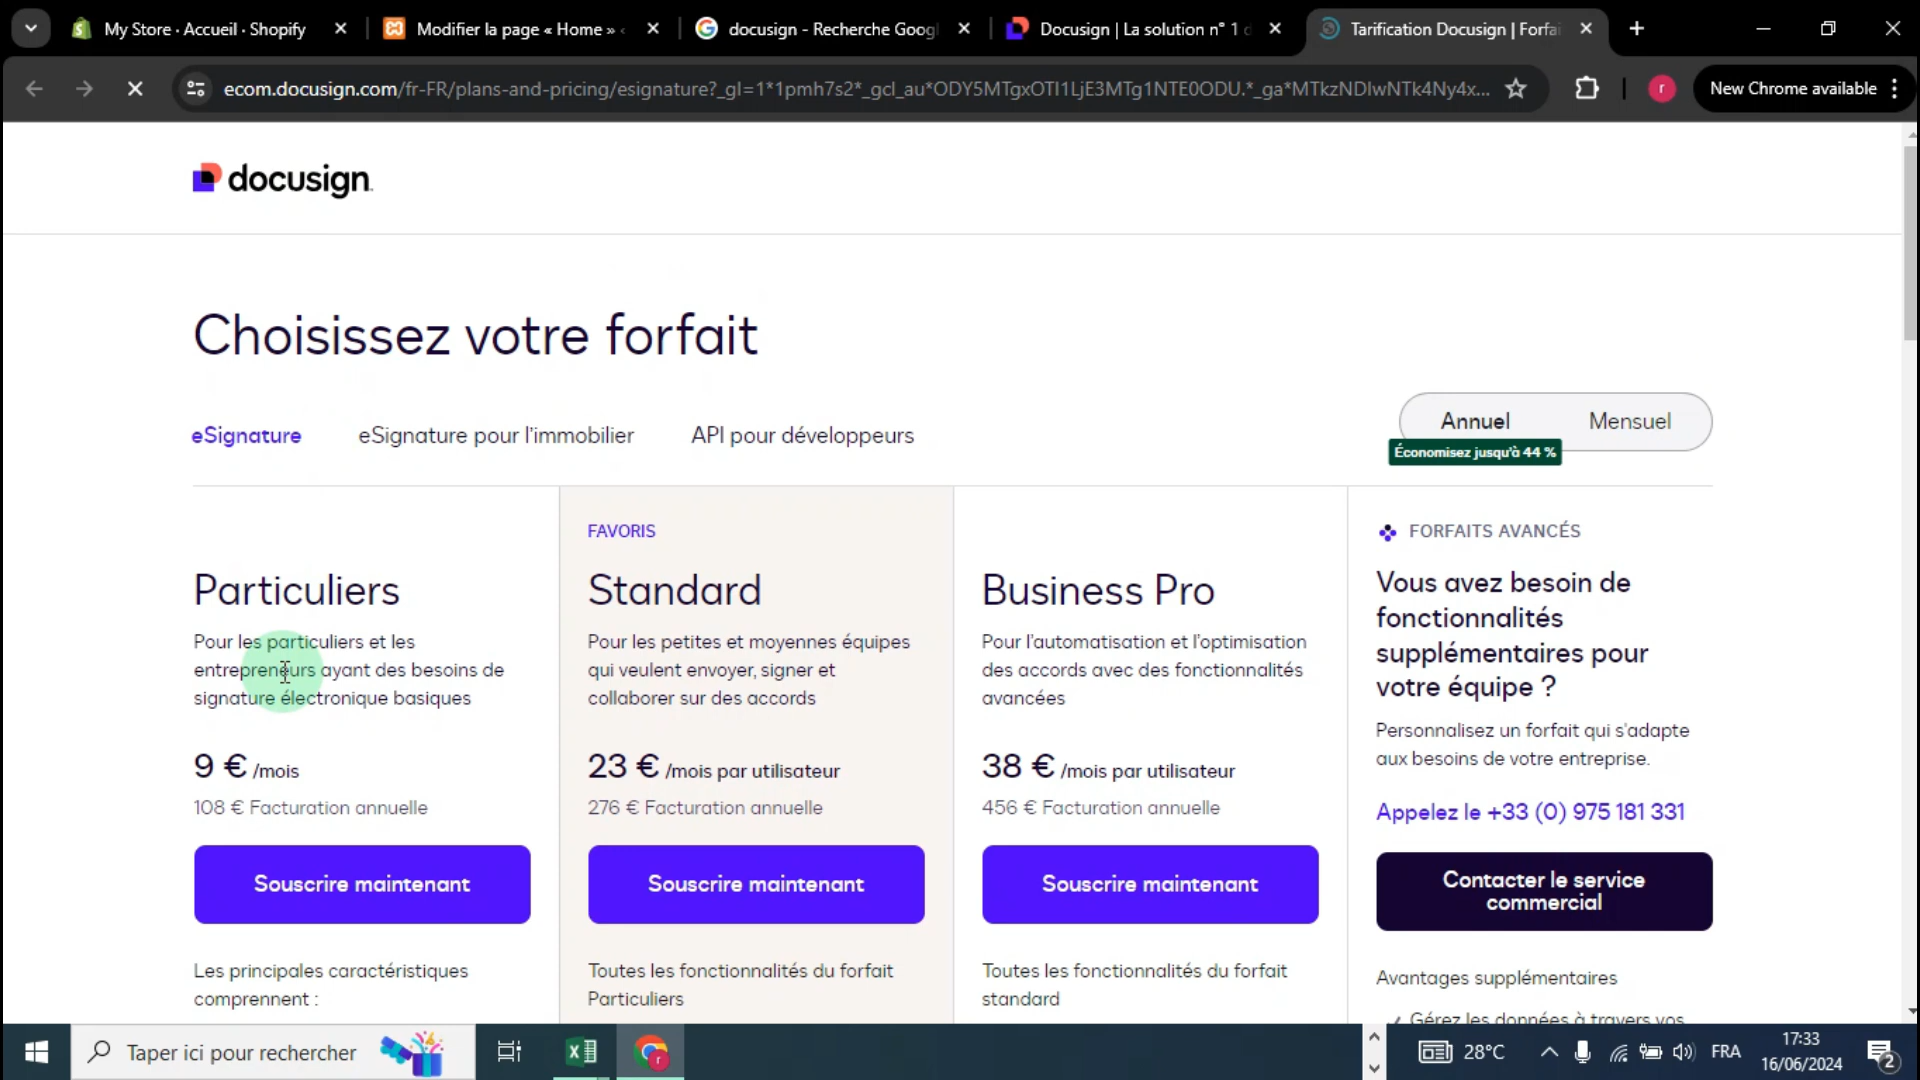 My Store · Accueil · Shopify
Modifier la page « Home » ‹
docusign - Recherche Googl
Docusign | La solution n° 1 d
Tarification Docusign | Forfai
ecom.docusign.com/fr-FR/plans-and-pricing/esignature?_gl=1*1pmh7s2*_gcl_au*ODY5MTgxOTI1LjE3MTg1NTE0ODU.*_ga*MTkzNDIwNTk4Ny4x...
New Chrome available
docusign
Choisissez votre forfait
eSignature
eSignature pour l'immobilier
API pour développeurs
Annuel
Mensuel
Économisez jusqu'à 44 %
Particuliers
Pour les particuliers et les
entrepreneurs ayant des besoins de
signature électronique basiques
9 € /mois
108 € Facturation annuelle
Souscrire maintenant
Les principales caractéristiques
comprennent :
FAVORIS
Standard
Pour les petites et moyennes équipes
qui veulent envoyer, signer et
collaborer sur des accords
23 € /mois par utilisateur
276 € Facturation annuelle
Souscrire maintenant
Toutes les fonctionnalités du forfait
Particuliers
Business Pro
Pour l'automatisation et l'optimisation
des accords avec des fonctionnalités
avancées
38 € /mois par utilisateur
456 € Facturation annuelle
Souscrire maintenant
Toutes les fonctionnalités du forfait
standard
FORFAITS AVANCÉS
Vous avez besoin de
fonctionnalités
supplémentaires pour
votre équipe ?
Personnalisez un forfait qui s'adapte
aux besoins de votre entreprise.
Appelez le +33 (0) 975 181 331
Contacter le service
commercial
Avantages supplémentaires
Gérez les données à travers vos
Taper ici pour rechercher
28°C
FRA
17:33
16/06/2024
2